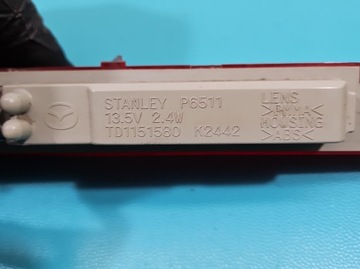 STANLEY P6511
13.5V 2.4W
TD1151580 K2442
LENS
>PMMA<
HOUSING
>ABS<